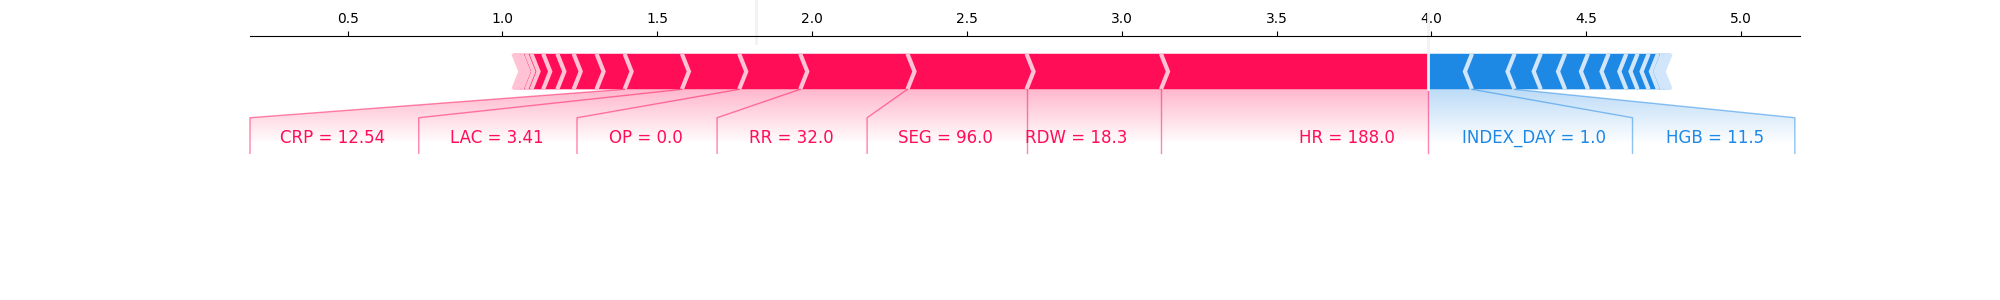 0.5 1.0 1.5 2.0 2.5 3.0 3.5 4.0 4.5 5.0
CRP = 12.54 LAC = 3.41 OP = 0.0 RR = 32.0 SEG = 96.0 RDW = 18.3 HR = 188.0 INDEX_DAY = 1.0 HGB = 11.5